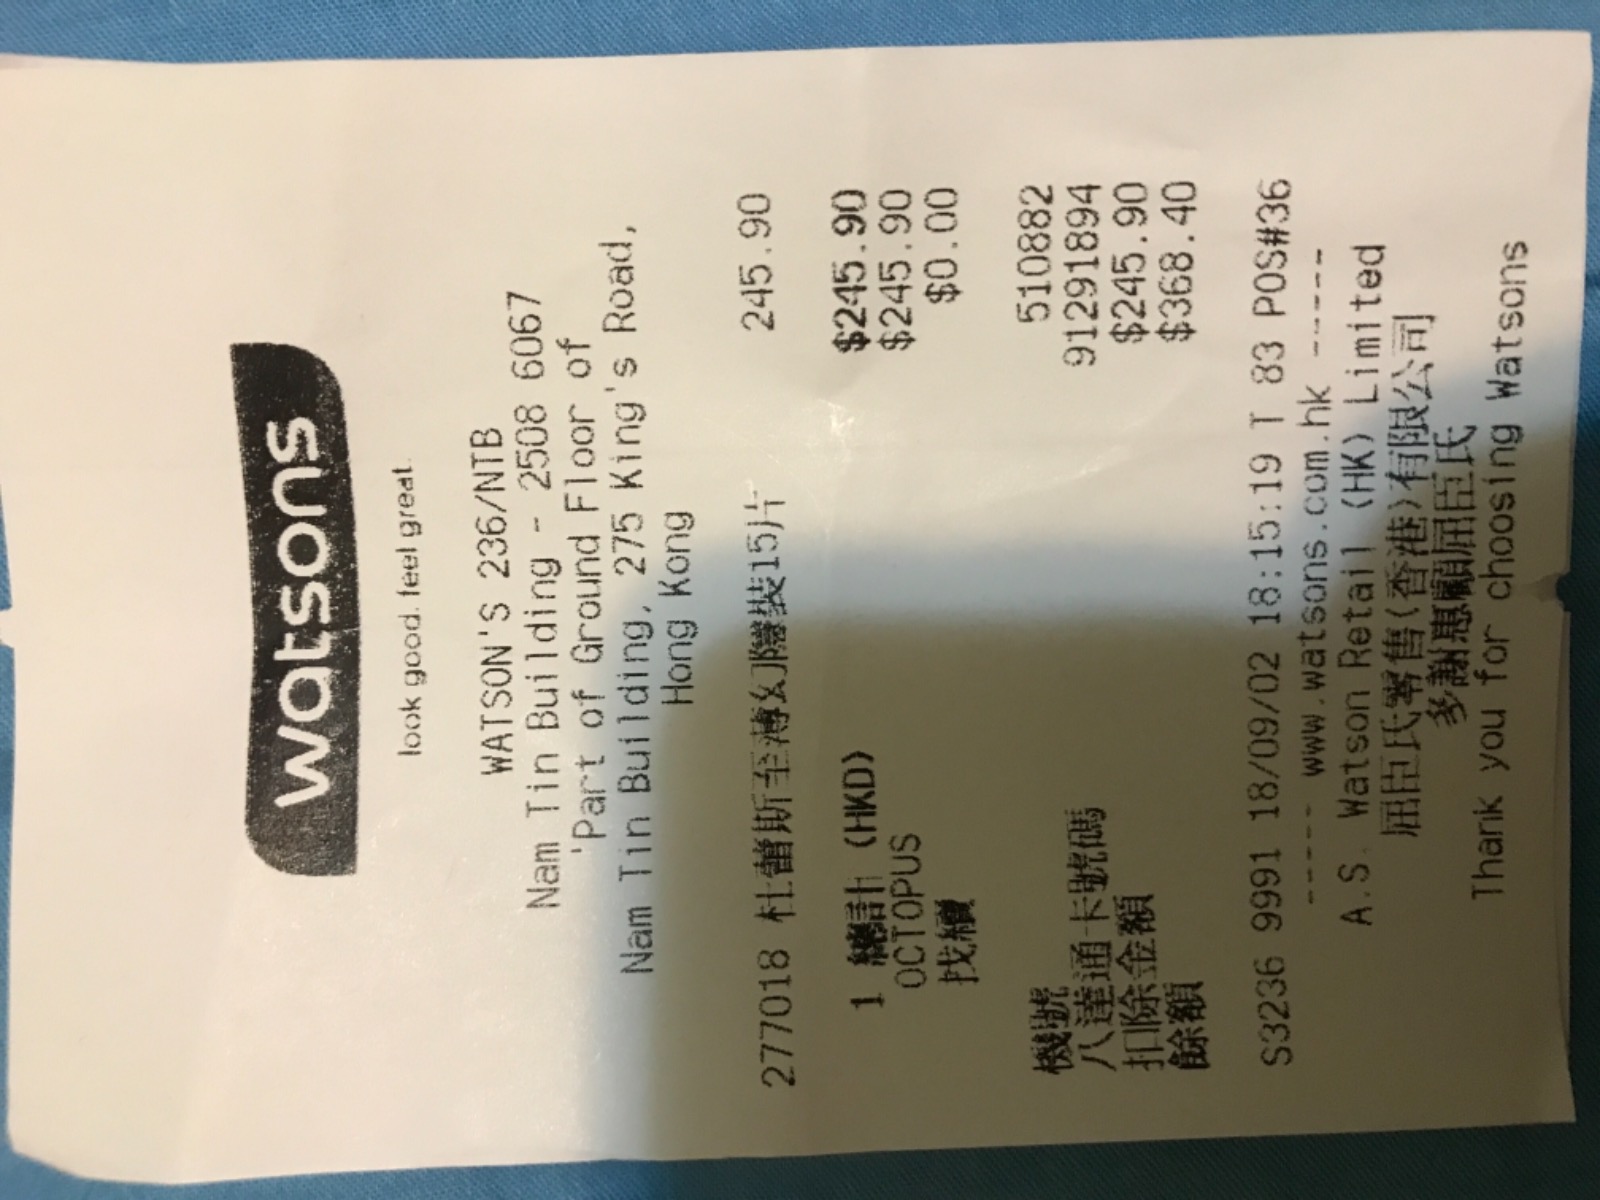 watsons
look good. feel great.
WATSON'S 236/NTB
Nam Tin Building - 2508 6067
'Part of Ground Floor of
Nam Tin Building, 275 King's Road,
Hong Kong
277018 杜蕾斯至薄幻隱裝15片 245.90
1 總計 (HKD) $245.90
OCTOPUS $245.90
找續 $0.00
機號 510882
八達通卡號碼 91291894
扣除金額 $245.90
餘額 $368.40
S3236 9991 18/09/02 18:15:19 T 83 POS#36
----- www.watsons.com.hk -----
A.S. Watson Retail (HK) Limited
屈臣氏零售(香港)有限公司
多謝惠顧屈臣氏
Thank you for choosing Watsons